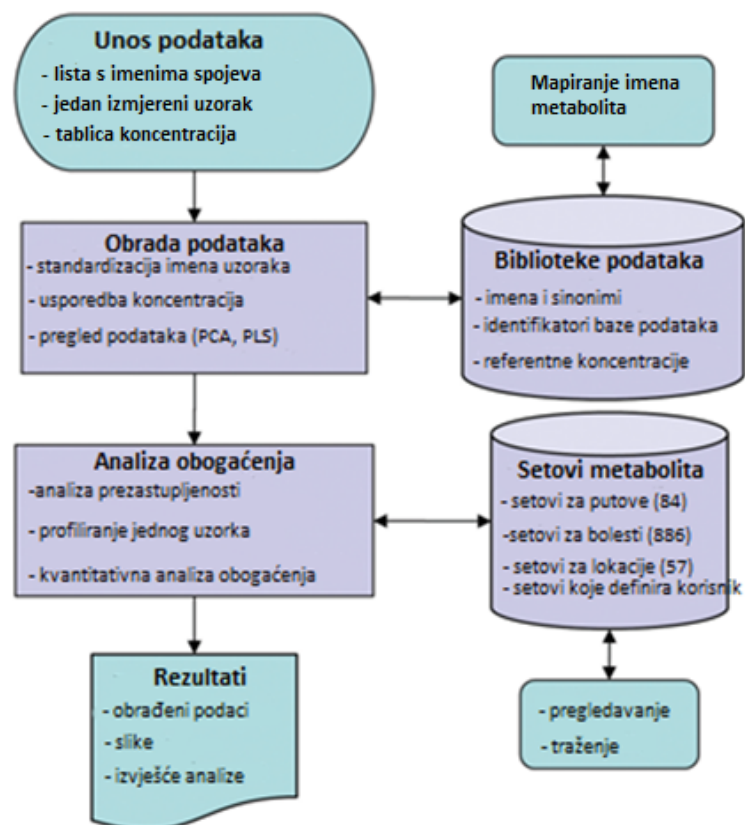 Unos podataka
- lista s imenima spojeva
- jedan izmjereni uzorak
- tablica koncentracija
Mapiranje imena
metabolita
Obrada podataka
- standardizacija imena uzoraka
- usporedba koncentracija
- pregled podataka (PCA, PLS)
Biblioteke podataka
- imena i sinonimi
- identifikatori baze podataka
- referentne koncentracije
Analiza obogaćenja
-analiza prezastupljenosti
- profiliranje jednog uzorka
- kvantitativna analiza obogaćenja
Setovi metabolita
- setovi za putove (84)
-setovi za bolesti (886)
- setovi za lokacije (57)
- setovi koje definira korisnik
Rezultati
- obrađeni podaci
- slike
- izvješće analize
- pregledavanje
- traženje